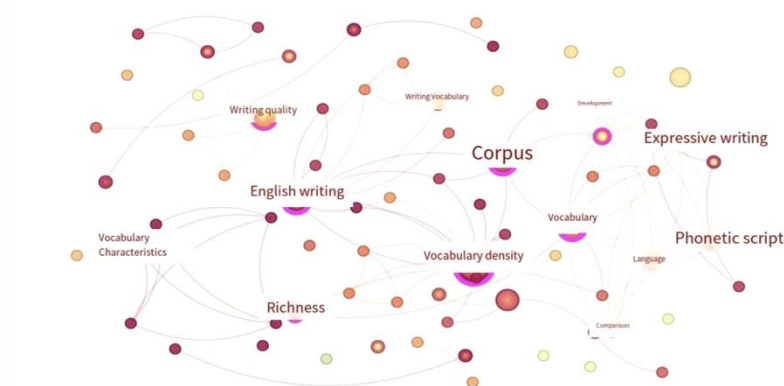 Writing Vocabulary
Development
Writing quality
Expressive writing
Corpus
English writing
Vocabulary
Vocabulary
Characteristics
Phonetic script
Vocabulary density
Language
Richness
Comparison